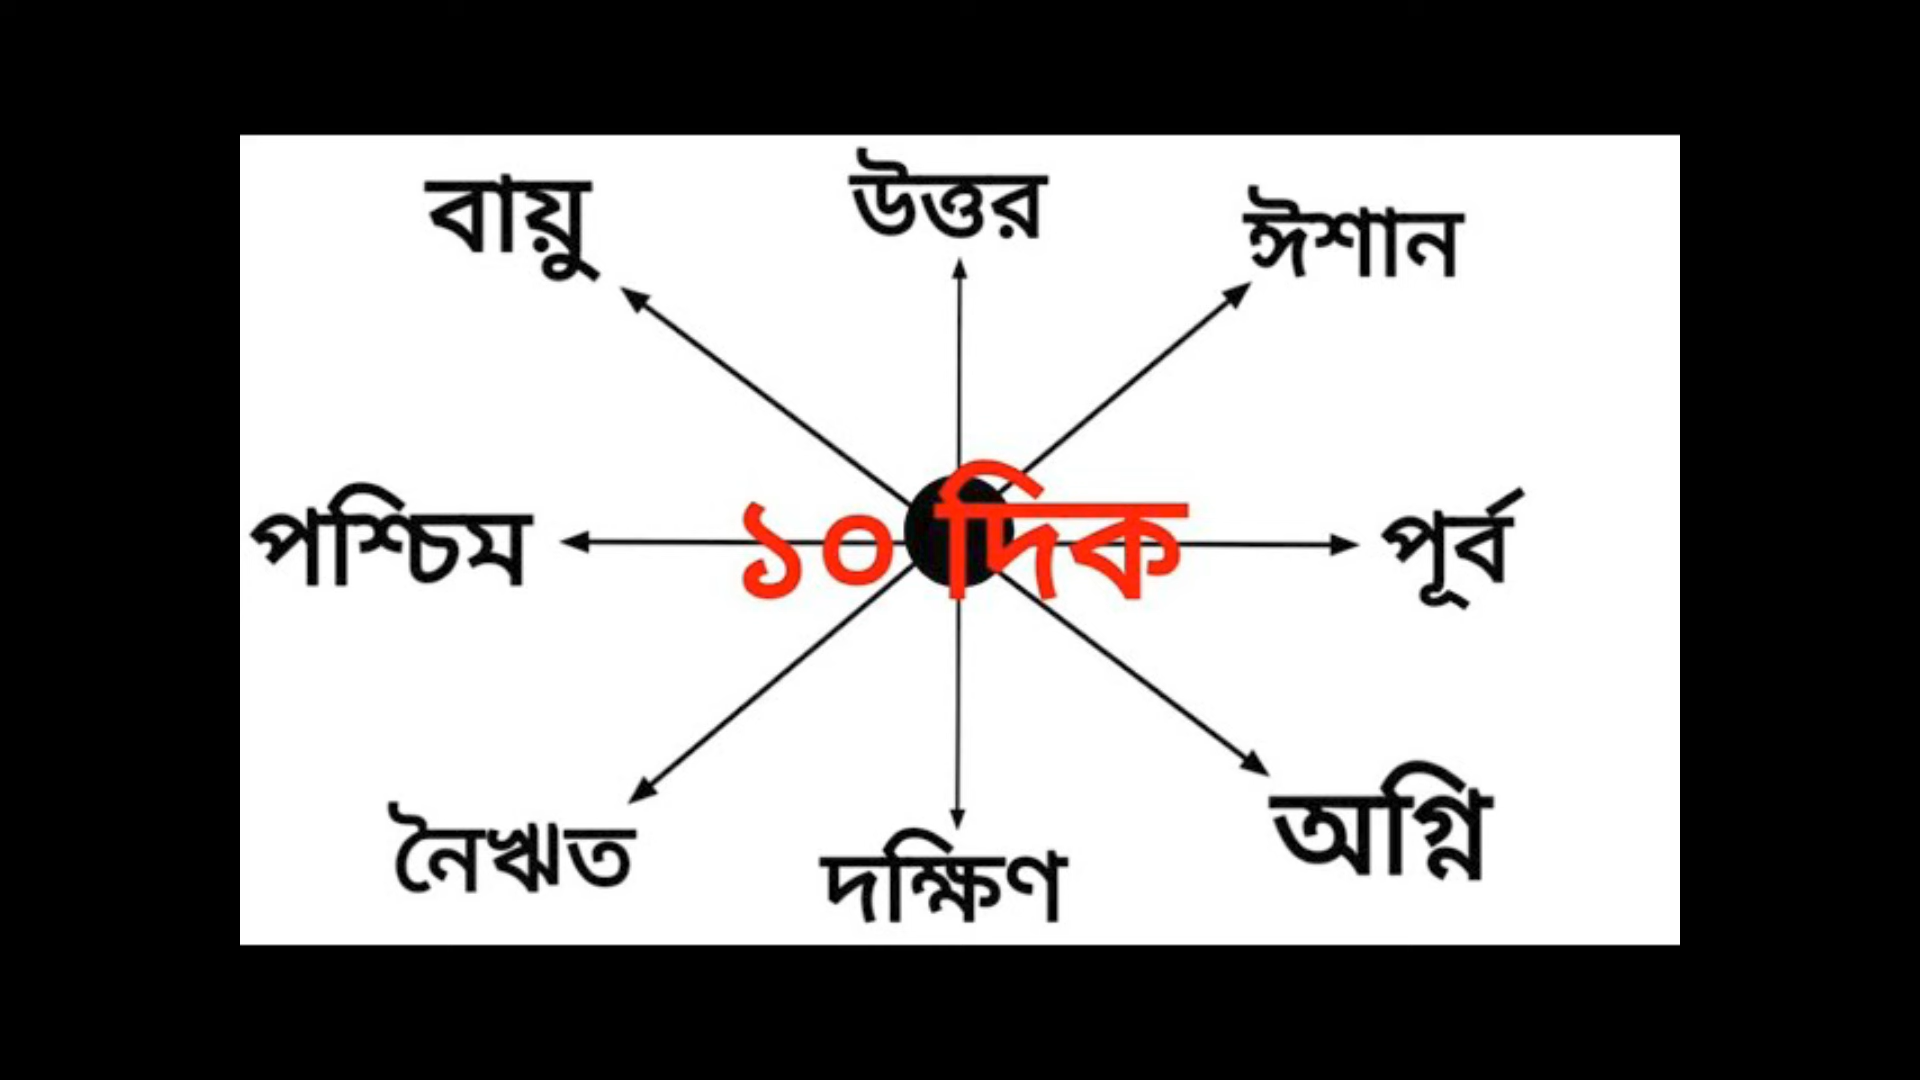 বায়ু
উত্তর
ঈশান
পশ্চিম
১০ দিক
পূর্ব
নৈঋত
দক্ষিণ
অগ্নি